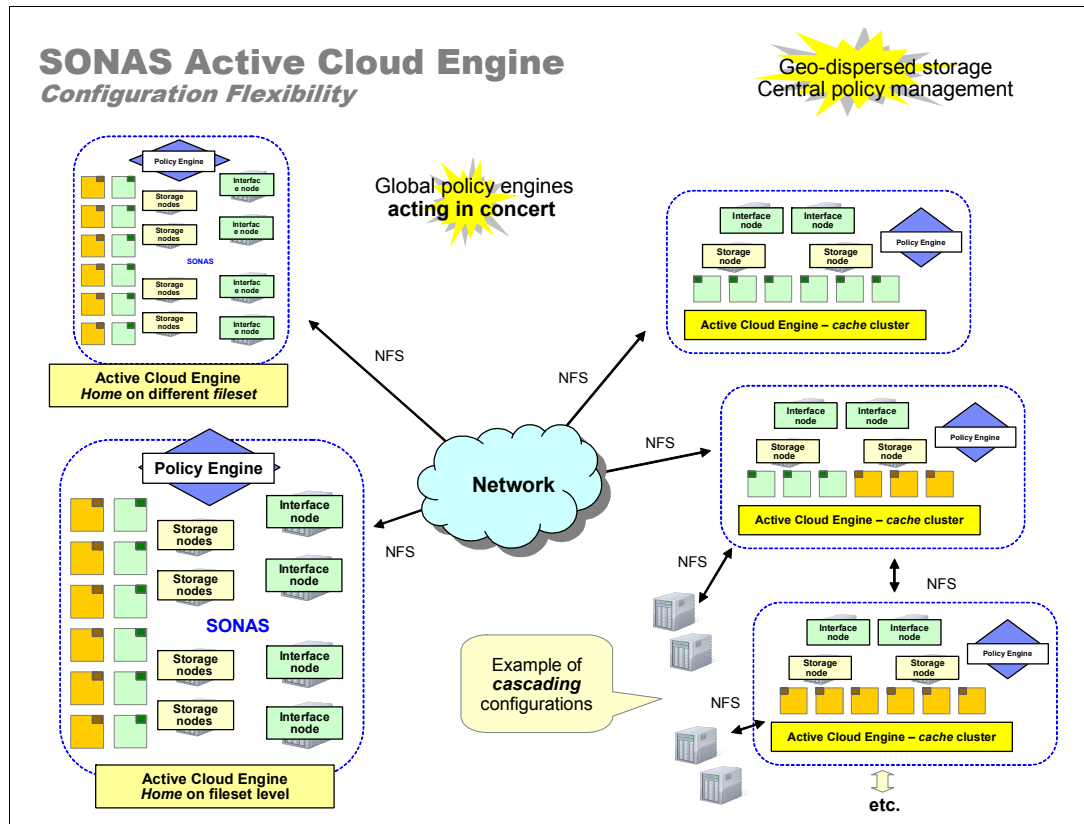 SONAS Active Cloud Engine
Configuration Flexibility
Geo-dispersed storage
Central policy management
Global policy engines
acting in concert
Policy Engine
Storage
nodes
Storage
nodes
SONAS
Storage
nodes
Storage
nodes
Interfac
e node
Interfac
e node
Interfac
e node
Interfac
e node
Active Cloud Engine
Home on different fileset
NFS
Interface
node
Interface
node
Policy Engine
Storage
node
Storage
node
Active Cloud Engine – cache cluster
NFS
Interface
node
Interface
node
Policy Engine
Storage
node
Storage
node
Active Cloud Engine – cache cluster
NFS
Network
Policy Engine
Storage
nodes
Storage
nodes
SONAS
Storage
nodes
Storage
nodes
Interface
node
Interface
node
Interface
node
Interface
node
Active Cloud Engine
Home on fileset level
NFS
NFS
NFS
Example of
cascading
configurations
NFS
Interface
node
Interface
node
Policy Engine
Storage
node
Storage
node
Active Cloud Engine – cache cluster
etc.